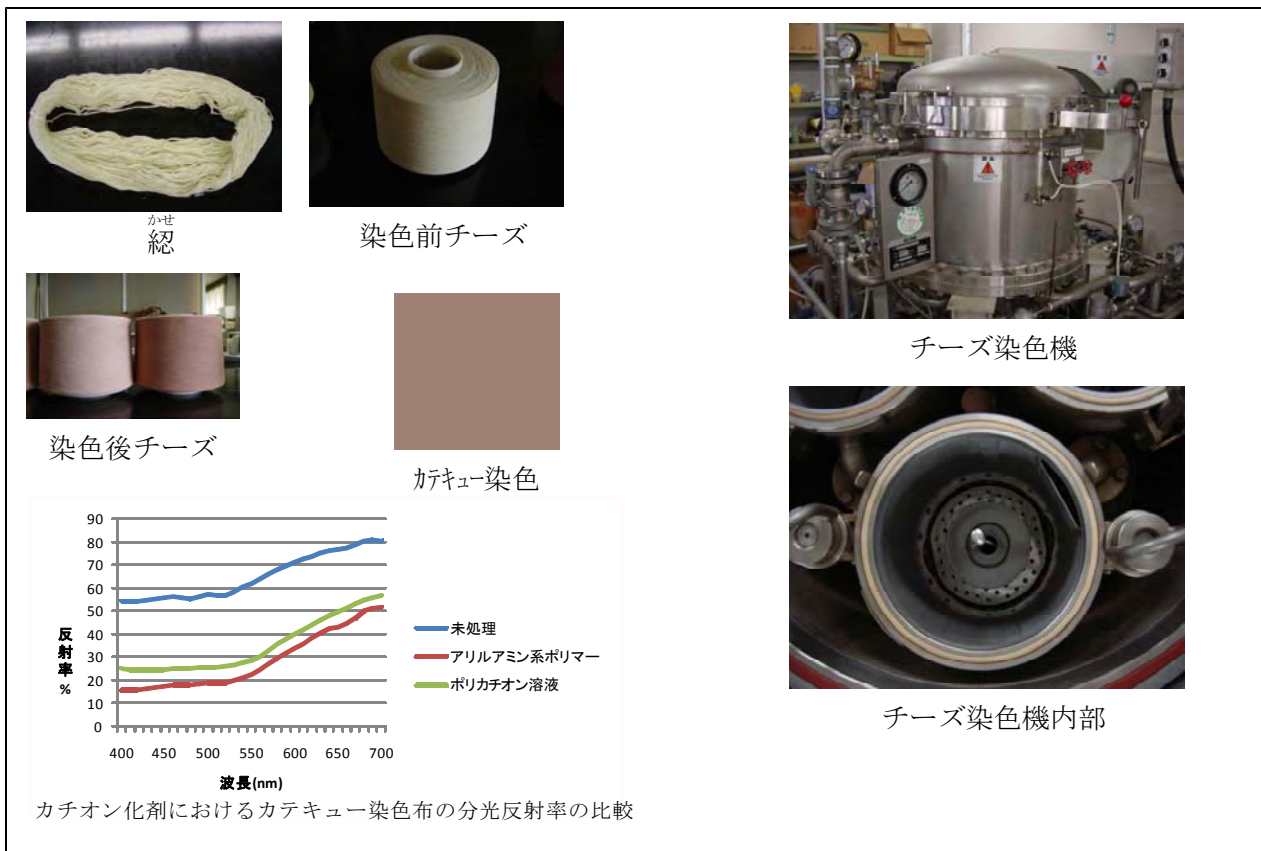 かせ
綛
染色前チーズ
チーズ染色機
染色後チーズ
カテキュー染色
チーズ染色機内部
90
80
70
60
50
40
30
20
10
0
反射率%
400 450 500 550 600 650 700
波長(nm)
未処理
アリルアミン系ポリマー
ポリカチオン溶液
カチオン化剤におけるカテキュー染色布の分光反射率の比較